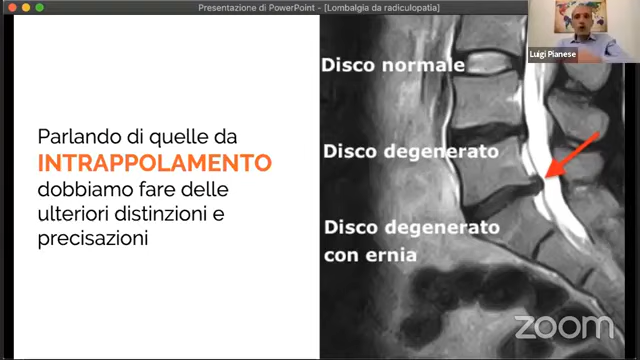 Presentazione di PowerPoint - [Lombalgia da radiculopatia]
Luigi Pianese
Disco normale
Parlando di quelle da
INTRAPPOLAMENTO
dobbiamo fare delle
ulteriori distinzioni e
precisazioni
Disco degenerato
Disco degenerato
con ernia
zoom